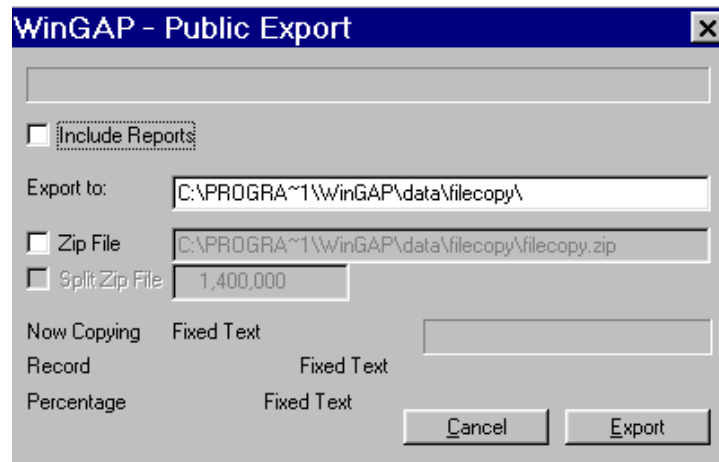 WinGAP - Public Export
Include Reports
Export to: C:\PROGRA~1\WinGAP\data\filecopy\
Zip File C:\PROGRA~1\WinGAP\data\filecopy\filecopy.zip
Split Zip File 1,400,000
Now Copying Fixed Text
Record Fixed Text
Percentage Fixed Text
Cancel Export